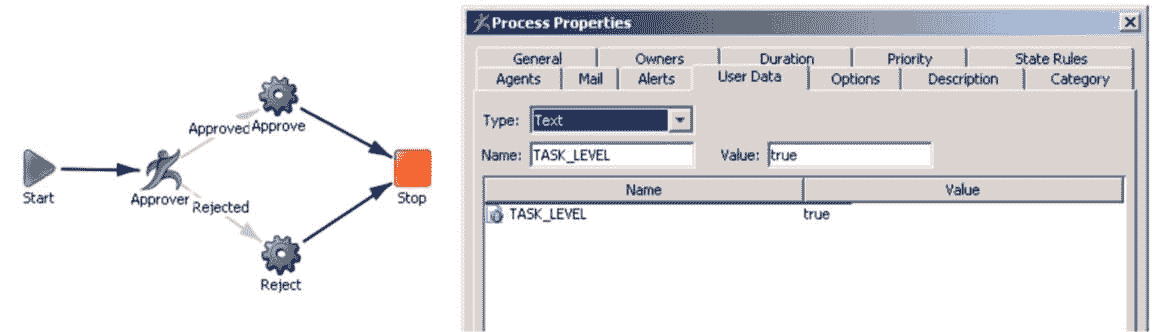 Start
Approver
Approved
Approve
Rejected
Reject
Stop
Process Properties
General Owners Duration Priority State Rules
Agents Mail Alerts User Data Options Description Category
Type: Text
Name: TASK_LEVEL Value: true
Name Value
TASK_LEVEL true